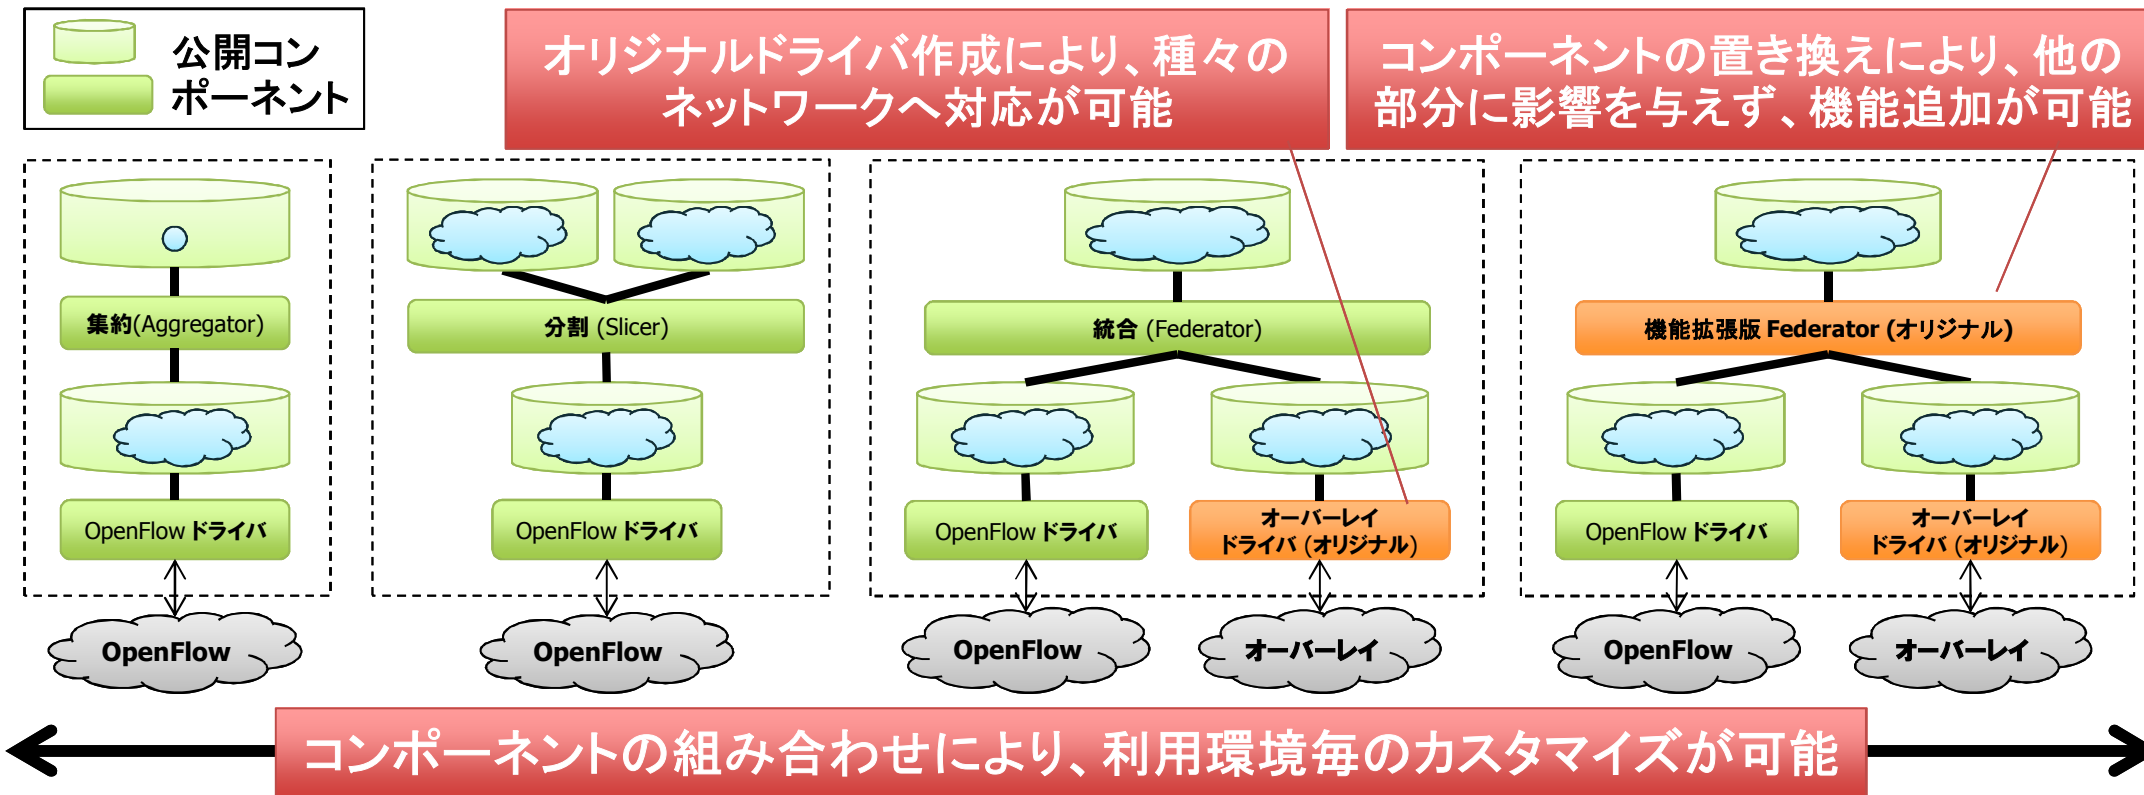 公開コン
ポーネント
オリジナルドライバ作成により、種々の
ネットワークへ対応が可能
コンポーネントの置き換えにより、他の
部分に影響を与えず、機能追加が可能
集約(Aggregator)
OpenFlow ドライバ
OpenFlow
分割 (Slicer)
OpenFlow ドライバ
OpenFlow
統合 (Federator)
OpenFlow ドライバ
オーバーレイ
ドライバ (オリジナル)
OpenFlow
オーバーレイ
機能拡張版 Federator (オリジナル)
OpenFlow ドライバ
オーバーレイ
ドライバ (オリジナル)
OpenFlow
オーバーレイ
コンポーネントの組み合わせにより、利用環境毎のカスタマイズが可能